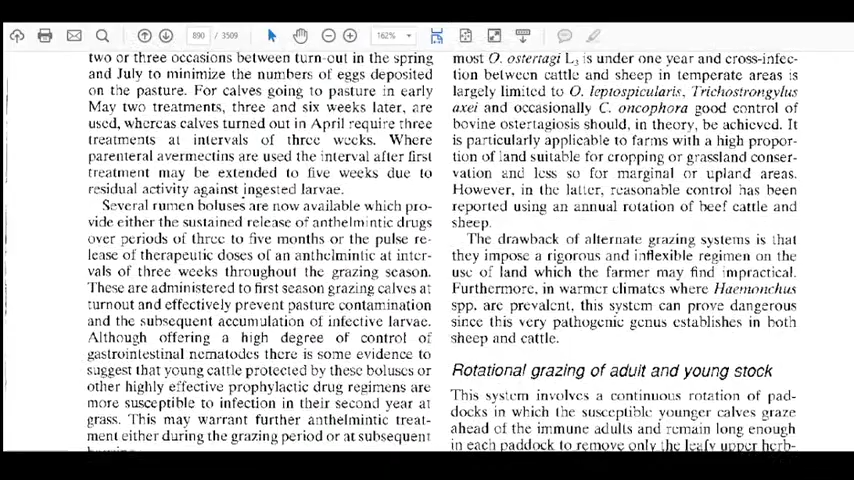 890 / 3509
162%
two or three occasions between turn-out in the spring
and July to minimize the numbers of eggs deposited
on the pasture. For calves going to pasture in early
May two treatments, three and six weeks later, are
used, whereas calves turned out in April require three
treatments at intervals of three weeks. Where
parenteral avermectins are used the interval after first
treatment may be extended to five weeks due to
residual activity against ingested larvae.
Several rumen boluses are now available which pro-
vide either the sustained release of anthelmintic drugs
over periods of three to five months or the pulse re-
lease of therapeutic doses of an anthelmintic at inter-
vals of three weeks throughout the grazing season.
These are administered to first season grazing calves at
turnout and effectively prevent pasture contamination
and the subsequent accumulation of infective larvae.
Although offering a high degree of control of
gastrointestinal nematodes there is some evidence to
suggest that young cattle protected by these boluses or
other highly effective prophylactic drug regimens are
more susceptible to infection in their second year at
grass. This may warrant further anthelmintic treat-
ment either during the grazing period or at subsequent
most O. ostertagi L3 is under one year and cross-infec-
tion between cattle and sheep in temperate areas is
largely limited to O. leptospicularis, Trichostrongylus
axei and occasionally C. oncophora good control of
bovine ostertagiosis should, in theory, be achieved. It
is particularly applicable to farms with a high propor-
tion of land suitable for cropping or grassland conser-
vation and less so for marginal or upland areas.
However, in the latter, reasonable control has been
reported using an annual rotation of beef cattle and
sheep.
The drawback of alternate grazing systems is that
they impose a rigorous and inflexible regimen on the
use of land which the farmer may find impractical.
Furthermore, in warmer climates where Haemonchus
spp. are prevalent, this system can prove dangerous
since this very pathogenic genus establishes in both
sheep and cattle.
Rotational grazing of adult and young stock
This system involves a continuous rotation of pad-
docks in which the susceptible younger calves graze
ahead of the immune adults and remain long enough
in each paddock to remove only the leafy upper herb-